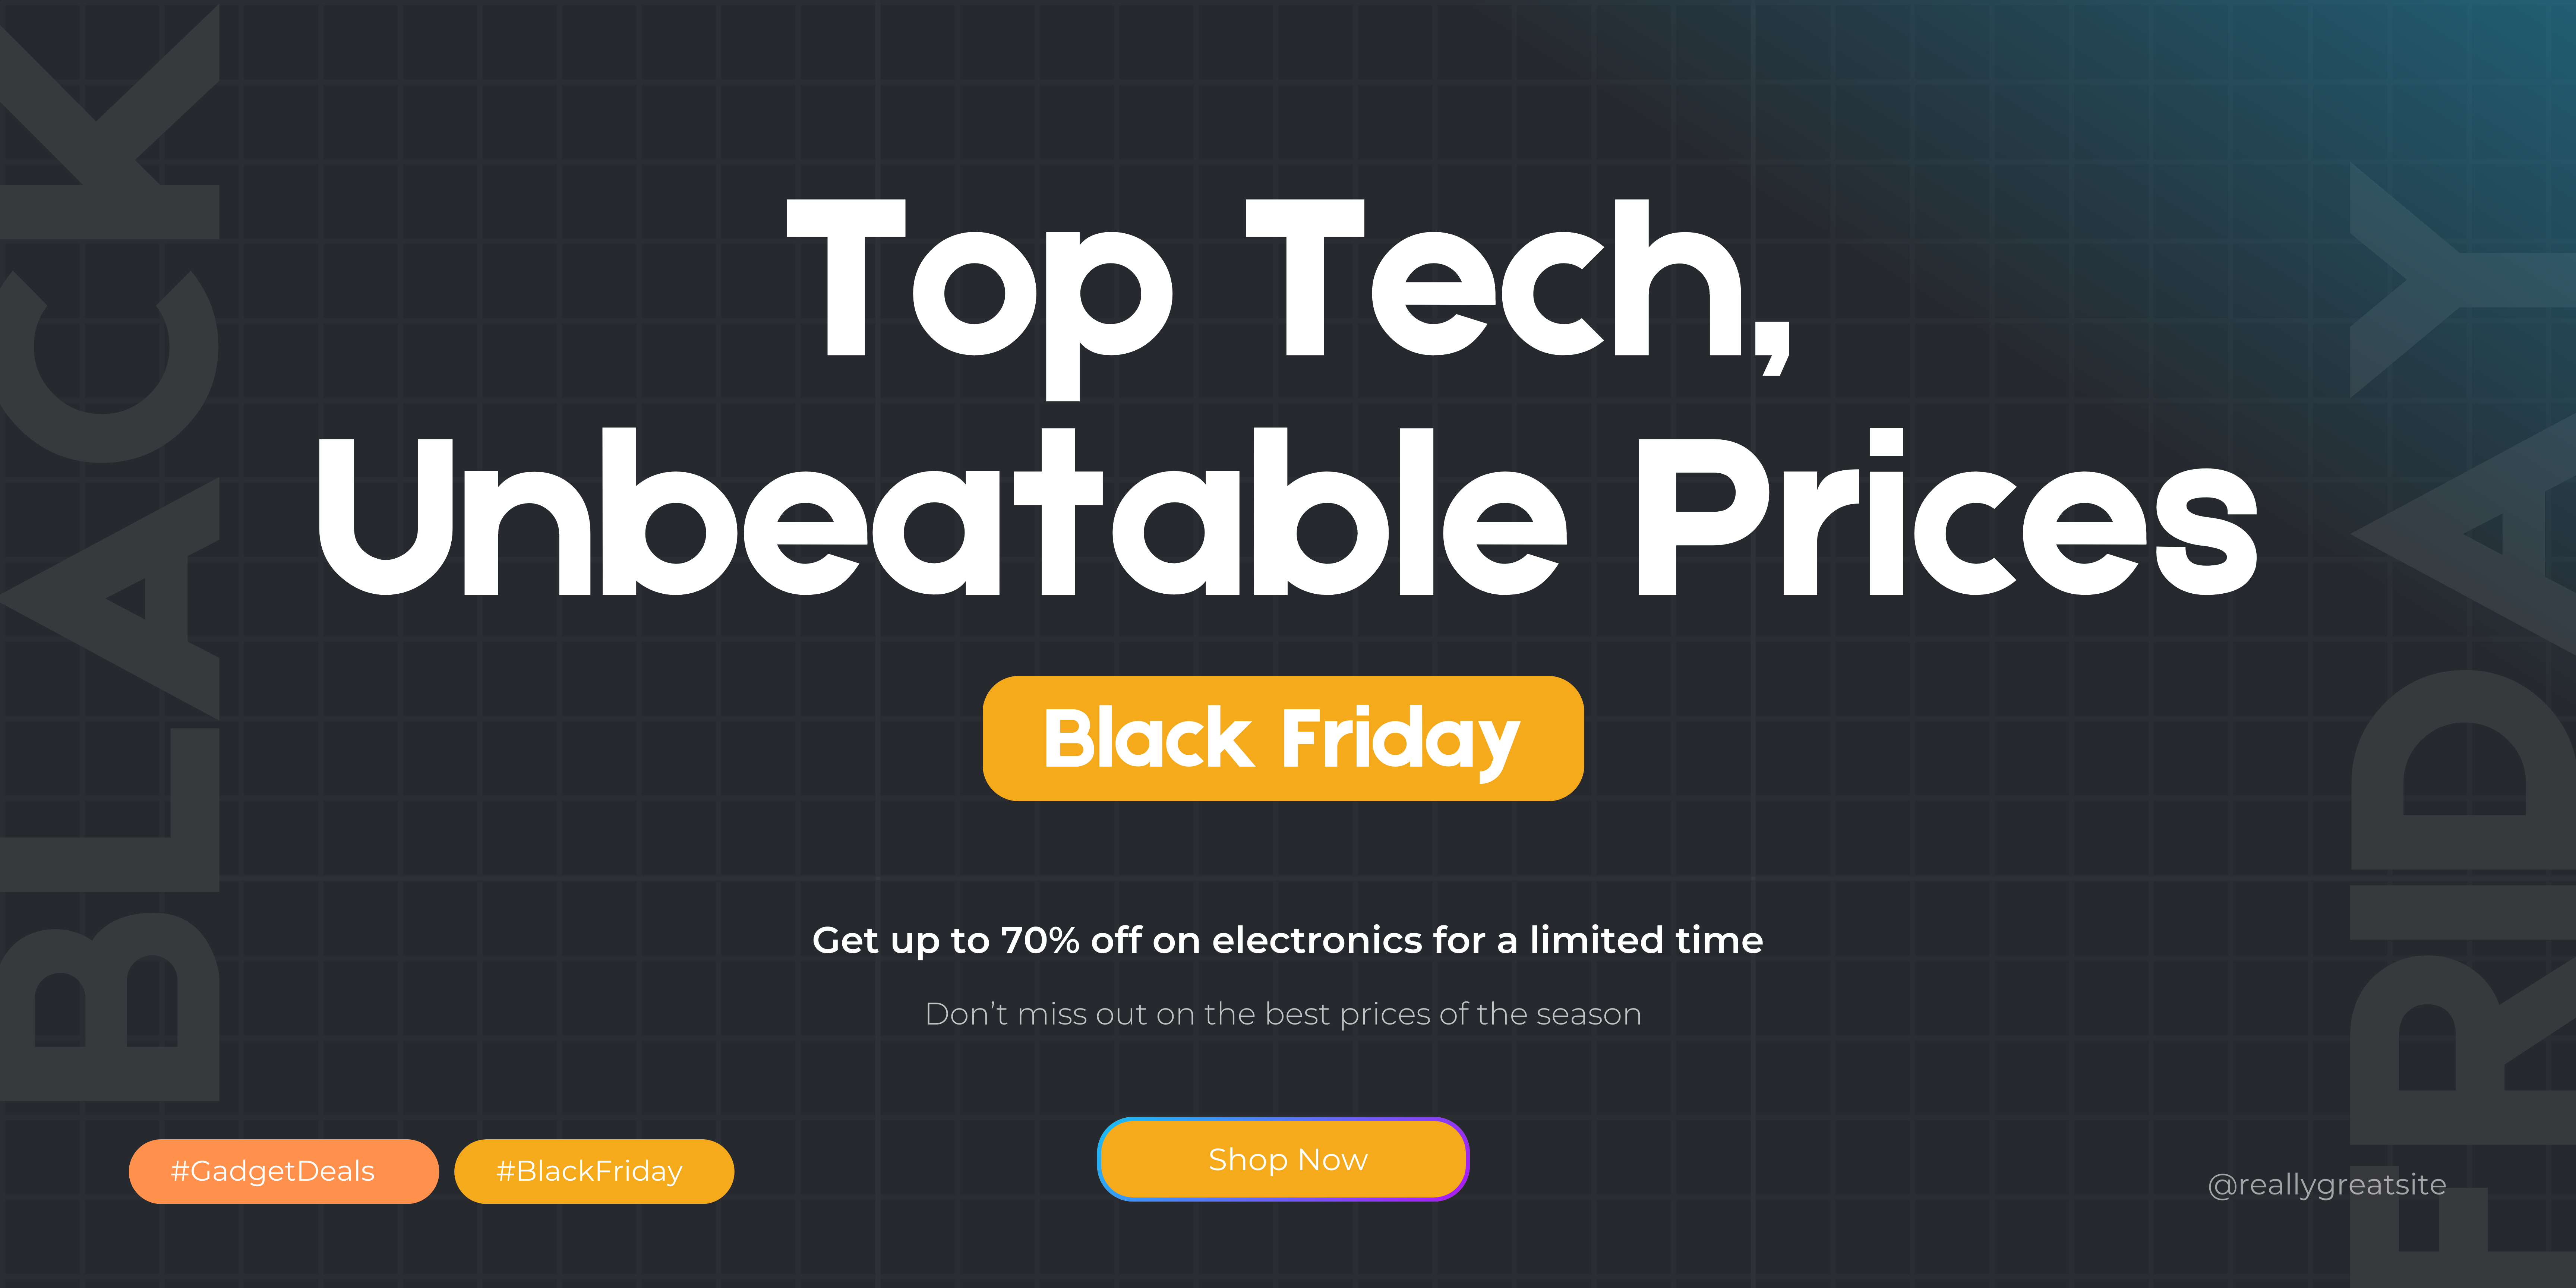 BLACK
Top Tech,
Unbeatable Prices
Black Friday
Get up to 70% off on electronics for a limited time
Don’t miss out on the best prices of the season
#GadgetDeals
#BlackFriday
Shop Now
@reallygreatsite
FRIDAY